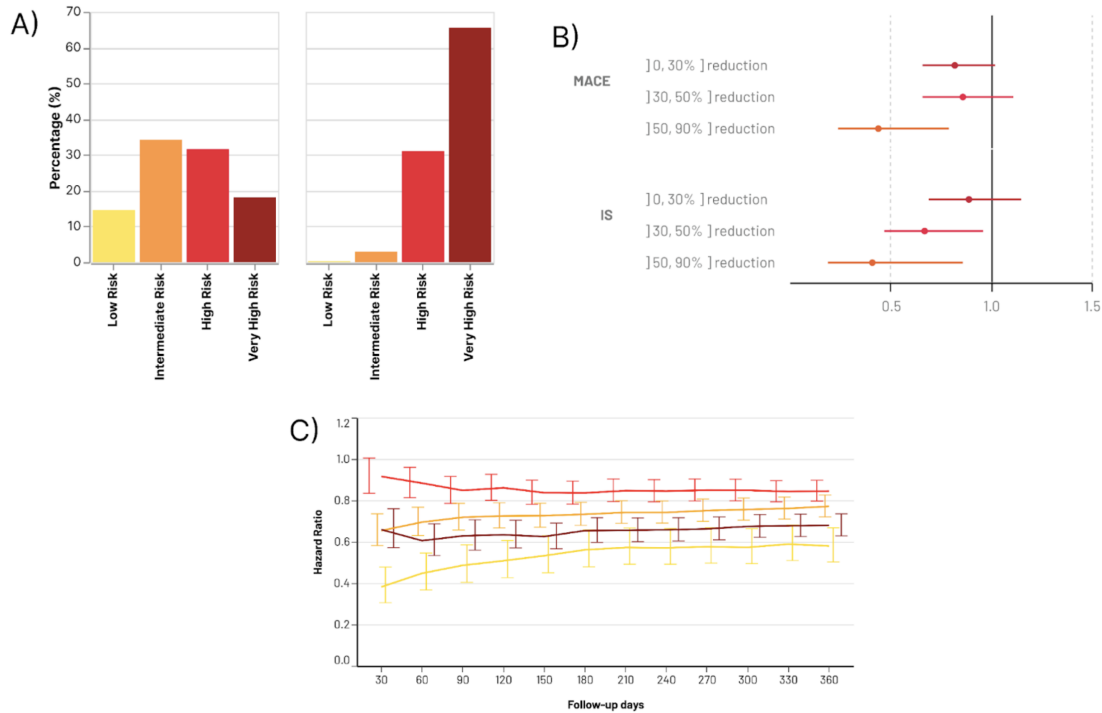 A)
Percentage (%)
70
60
50
40
30
20
10
0
Low Risk
Intermediate Risk
High Risk
Very High Risk
Low Risk
Intermediate Risk
High Risk
Very High Risk
B)
MACE
]0, 30% ] reduction
]30, 50% ] reduction
]50, 90% ] reduction
IS
]0, 30% ] reduction
]30, 50% ] reduction
]50, 90% ] reduction
0.5 1.0 1.5
C)
Hazard Ratio
1.2
1.0
0.8
0.6
0.4
0.2
0.0
30 60 90 120 150 180 210 240 270 300 330 360
Follow-up days